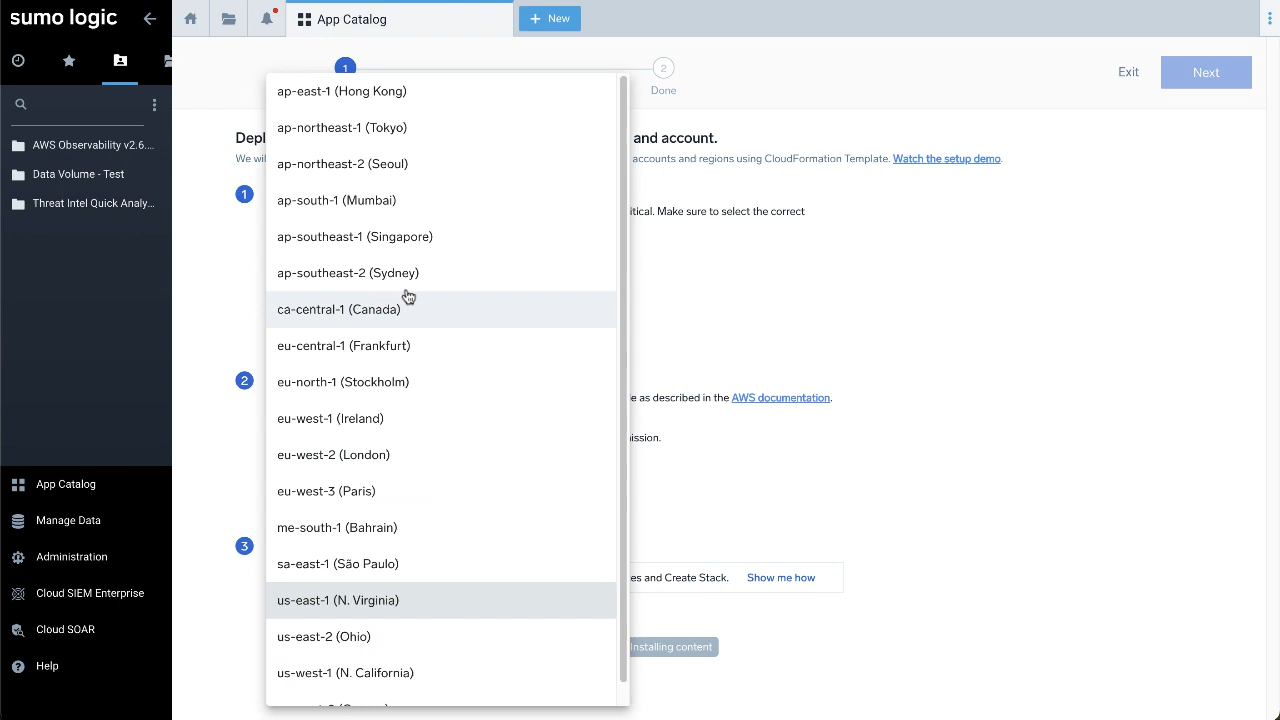 sumo logic
App Catalog
+ New
1
2
Done
Exit
Next
AWS Observability v2.6....
Data Volume - Test
Threat Intel Quick Analy...
App Catalog
Manage Data
Administration
Cloud SIEM Enterprise
Cloud SOAR
Help
ap-east-1 (Hong Kong)
ap-northeast-1 (Tokyo)
ap-northeast-2 (Seoul)
ap-south-1 (Mumbai)
ap-southeast-1 (Singapore)
ap-southeast-2 (Sydney)
ca-central-1 (Canada)
eu-central-1 (Frankfurt)
eu-north-1 (Stockholm)
eu-west-1 (Ireland)
eu-west-2 (London)
eu-west-3 (Paris)
me-south-1 (Bahrain)
sa-east-1 (São Paulo)
us-east-1 (N. Virginia)
us-east-2 (Ohio)
us-west-1 (N. California)
Depl and account.
We wil accounts and regions using CloudFormation Template. Watch the setup demo.
1
itical. Make sure to select the correct
2
e as described in the AWS documentation.
ission.
3
es and Create Stack. Show me how
Installing content